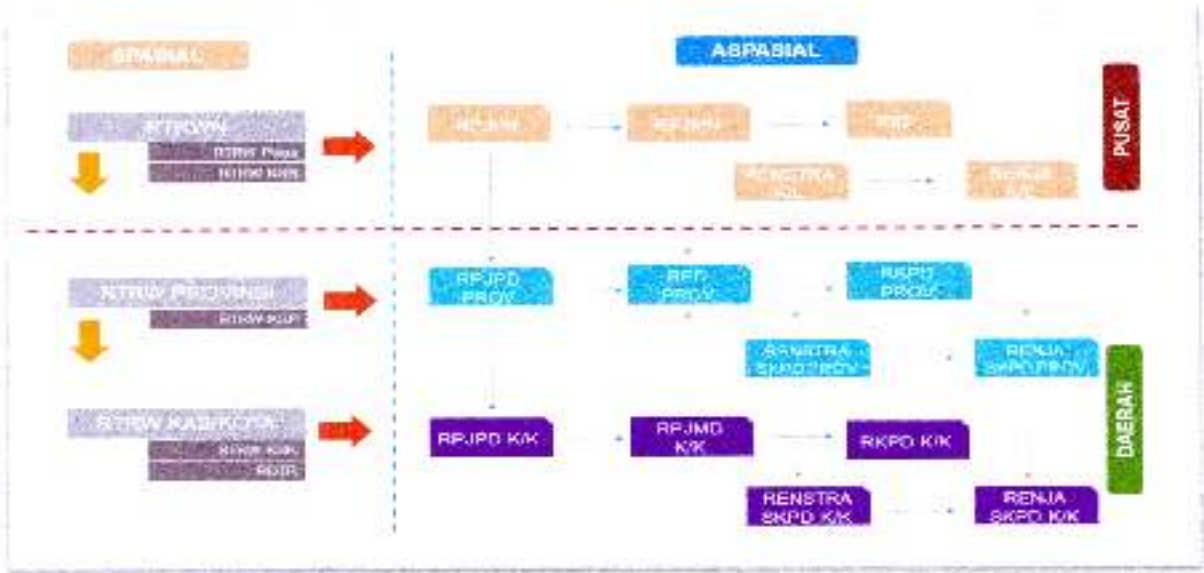 SPASIAL
ASPASIAL
PUSAT
RTRWN
RTRW Pulau
RTRW KSN
RPJPN
RPJMN
RKP
RENSTRA
K/L
RENJA
K/L
RTRW PROVINSI
RTRW KSP
RPJPD
PROV
RPD
PROV
RKPD
PROV
RENSTRA
SKPD PROV
RENJA
SKPD PROV
DAERAH
RTRW KAB/KOTA
RTRW KSK
RDTR
RPJPD K/K
RPJMD
K/K
RKPD K/K
RENSTRA
SKPD K/K
RENJA
SKPD K/K